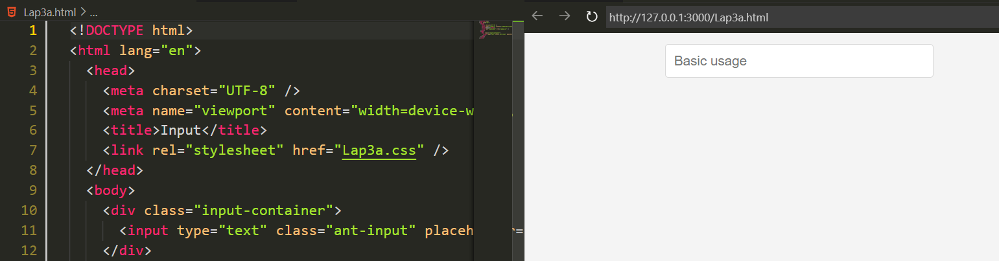 Lap3a.html > ...
http://127.0.0.1:3000/Lap3a.html
1 <!DOCTYPE html>
2 <html lang="en">
3 <head>
4 <meta charset="UTF-8" />
5 <meta name="viewport" content="width=device-w
6 <title>Input</title>
7 <link rel="stylesheet" href="Lap3a.css" />
8 </head>
9 <body>
10 <div class="input-container">
11 <input type="text" class="ant-input" placeh
12 </div>
Basic usage